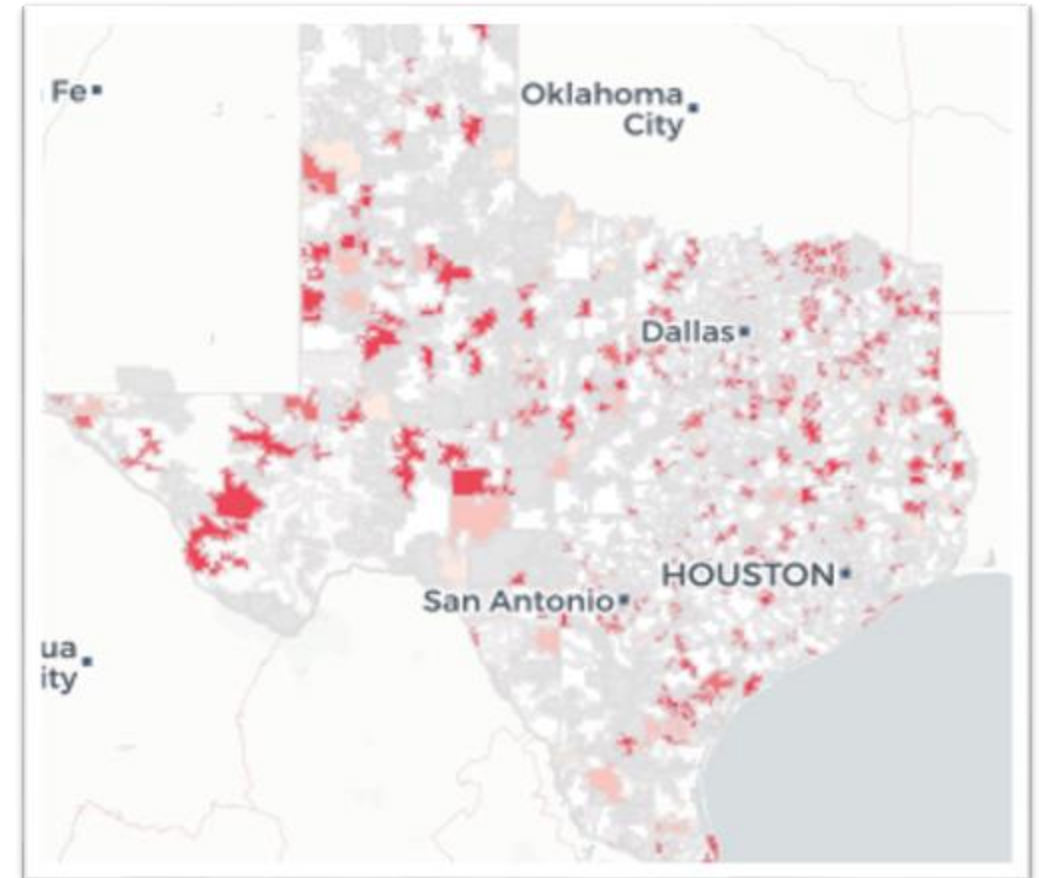 Fe
Oklahoma
City
Dallas
HOUSTON
San Antonio
ua
ity